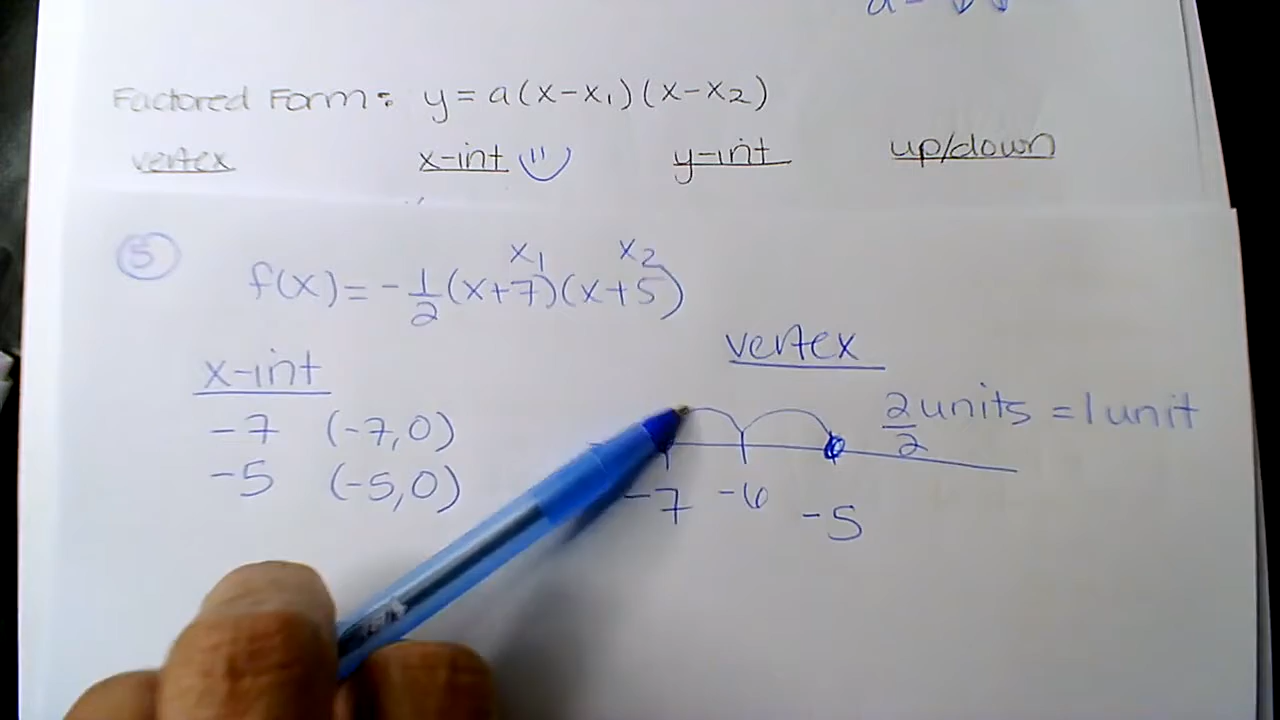 Factored Form: y = a(x-x₁)(x-x₂)
vertex x-int y-int up/down
5
x₁ x₂
f(x) = -1/2(x+7)(x+5)
vertex
x-int
2/2 units = 1 unit
-7 (-7,0)
-5 (-5,0)
-7 -6 -5